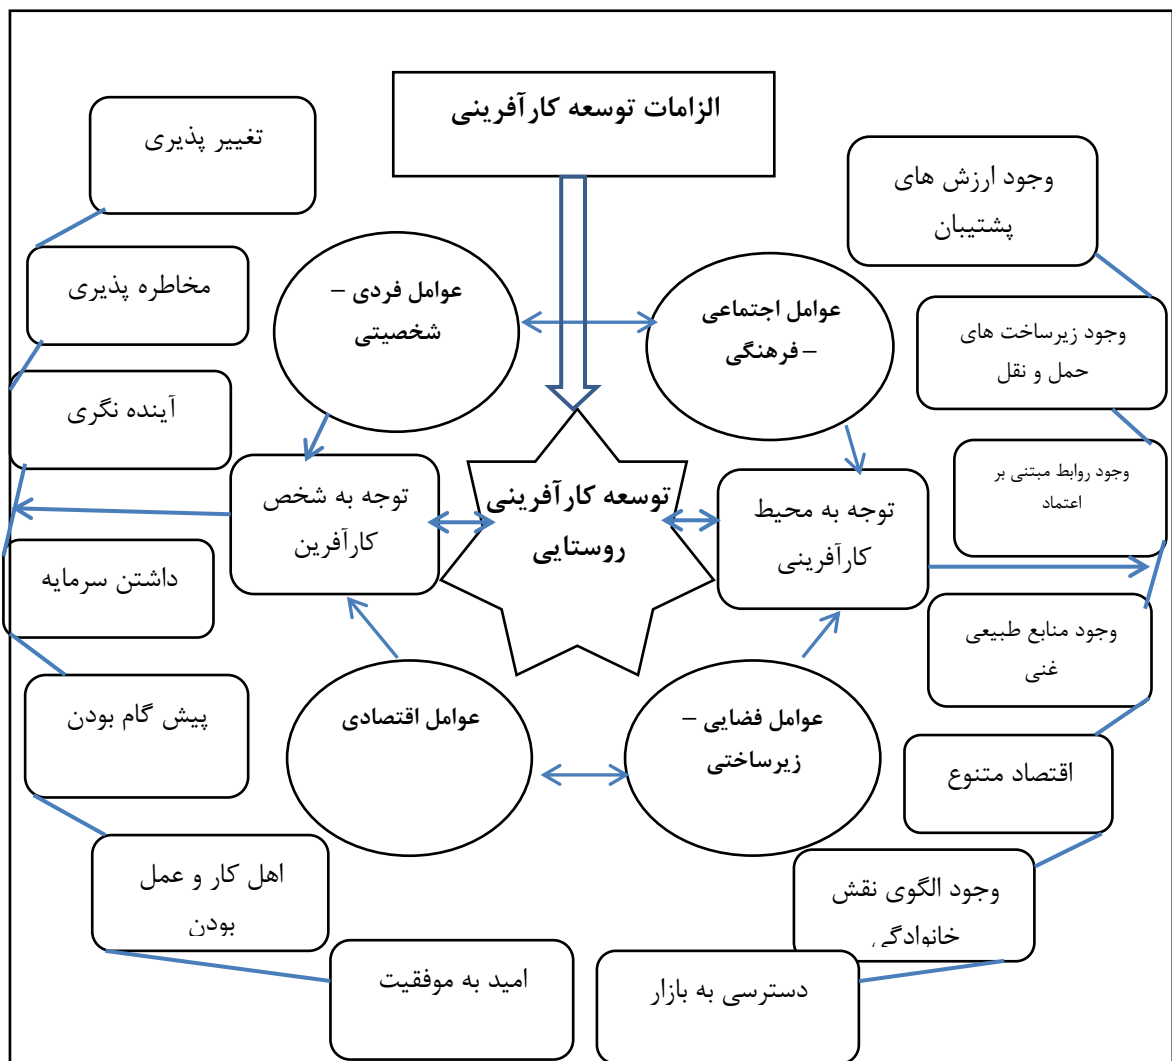 الزامات توسعه کارآفرینی
تغییر پذیری
وجود ارزش های
پشتیبان
مخاطره پذیری
عوامل فردی –
شخصیتی
عوامل اجتماعی
– فرهنگی
وجود زیرساخت های
حمل و نقل
آینده نگری
توجه به شخص
کارآفرین
توسعه کارآفرینی
روستایی
توجه به محیط
کارآفرینی
وجود روابط مبتنی بر
اعتماد
داشتن سرمایه
وجود منابع طبیعی
غنی
پیش گام بودن
عوامل اقتصادی
عوامل فضایی –
زیرساختی
اقتصاد متنوع
اهل کار و عمل
بودن
وجود الگوی نقش
خانوادگی
امید به موفقیت
دسترسی به بازار